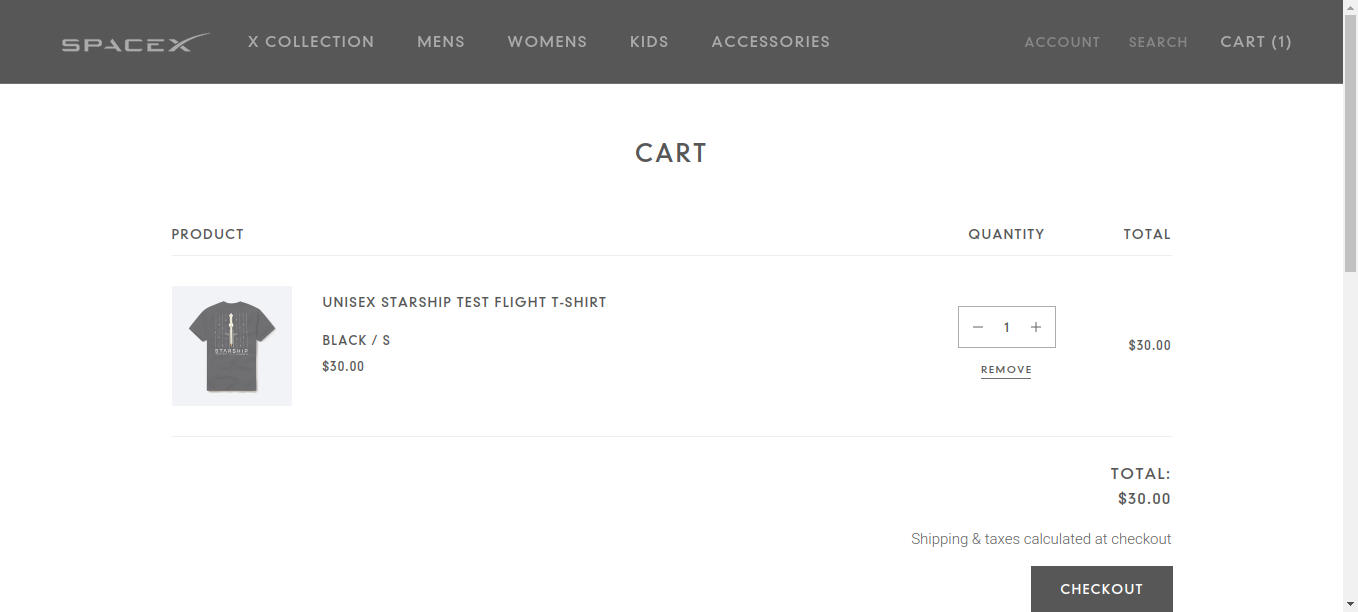 SPACEX X COLLECTION MENS WOMENS KIDS ACCESSORIES ACCOUNT SEARCH CART (1)
CART
PRODUCT QUANTITY TOTAL
UNISEX STARSHIP TEST FLIGHT T-SHIRT
BLACK / S
$30.00
STARSHIP
1
REMOVE
$30.00
TOTAL:
$30.00
Shipping & taxes calculated at checkout
CHECKOUT